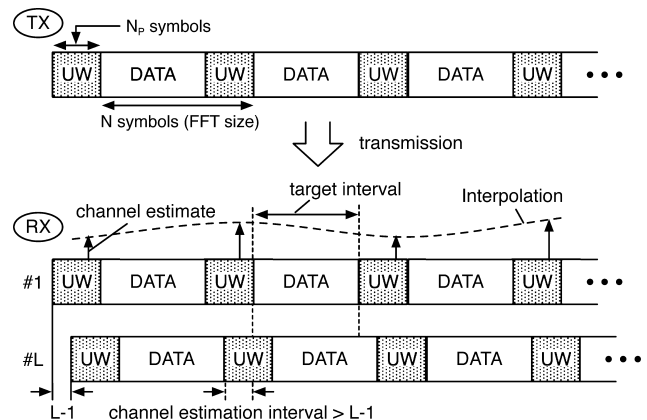 TX
N_P symbols
UW DATA UW DATA UW DATA UW •••
N symbols (FFT size)
transmission
target interval
Interpolation
RX
channel estimate
#1 UW DATA UW DATA UW DATA UW •••
#L UW DATA UW DATA UW DATA UW •••
L-1 channel estimation interval > L-1